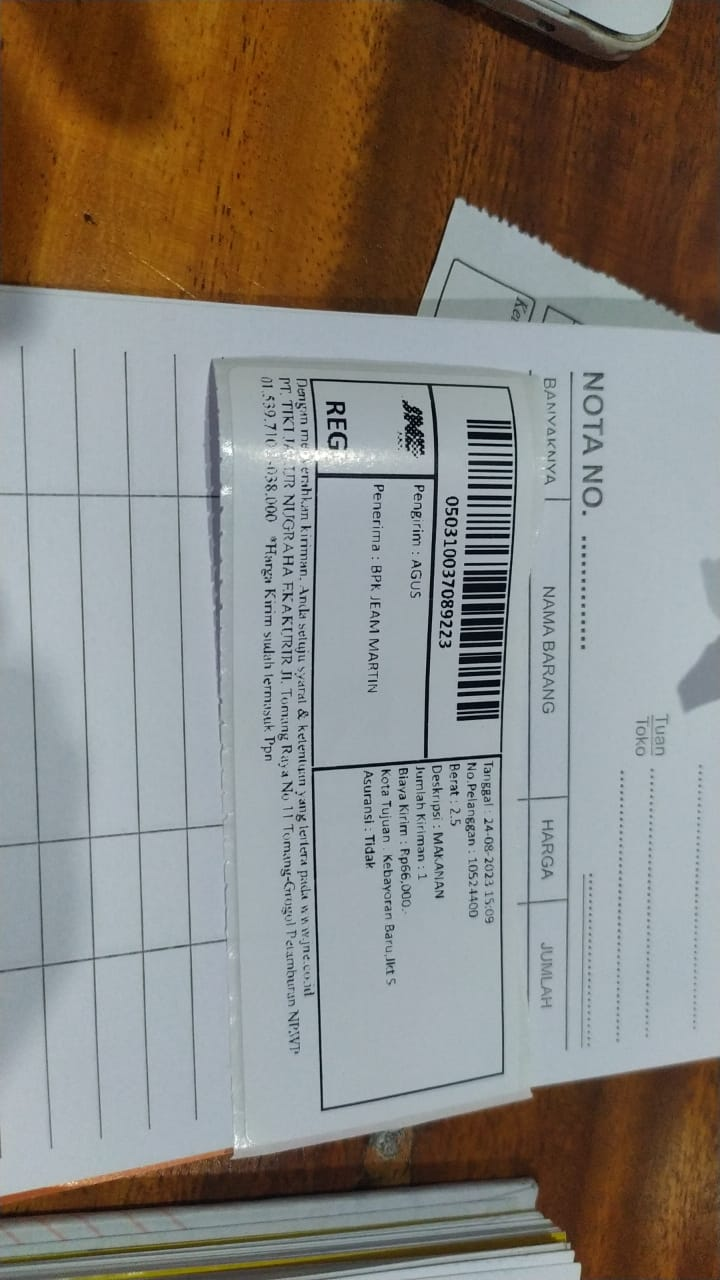 NOTA NO. ..............
Tuan
Toko
BANYAKNYA
NAMA BARANG
HARGA
JUMLAH
050310037089223
JNE
REG
Pengirim : AGUS
Penerima : BPK JEAM MARTIN
Tanggal : 24-08-2023 15:09
No.Pelanggan : 10524400
Berat : 2.5
Deskripsi : MAKANAN
Jumlah Kiriman : 1
Biaya Kirim : Rp66,000.-
Kota Tujuan : Kebayoran Baru,Jkt S
Asuransi : Tidak
Dengan menyerahkan kiriman, Anda setuju syarat & ketentuan yang tertera pada www.jne.co.id
PT. TIKI JALUR NUGRAHA EKAKURIR Jl. Tomang Raya No 11 Tomang-Grogol Petamburan NPWP
*Harga Kirim sudah termasuk Ppn